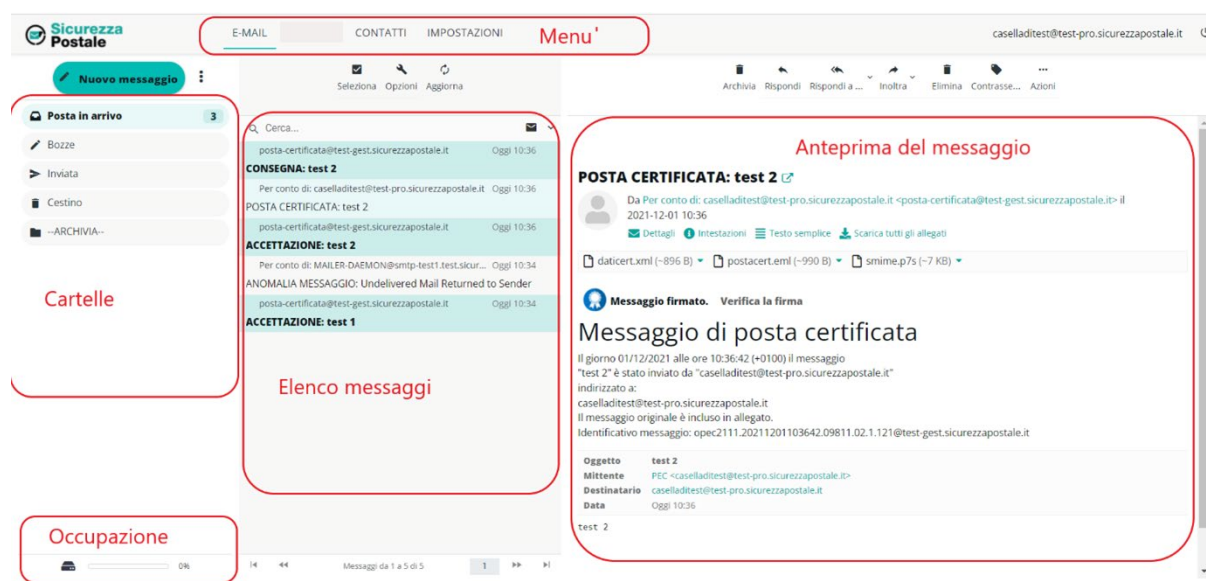 Sicurezza
Postale
E-MAIL CONTATTI IMPOSTAZIONI Menu'
caselladitest@test-pro.sicurezzapostale.it
Nuovo messaggio
Posta in arrivo 3
Bozze
Inviata
Cestino
--ARCHIVIA--
Cartelle
Occupazione
0%
Seleziona Opzioni Aggiorna
Cerca...
posta-certificata@test-gest.sicurezzapostale.it Oggi 10:36
CONSEGNA: test 2
Per conto di: caselladitest@test-pro.sicurezzapostale.it Oggi 10:36
POSTA CERTIFICATA: test 2
posta-certificata@test-gest.sicurezzapostale.it Oggi 10:36
ACCETTAZIONE: test 2
Per conto di: MAILER-DAEMON@smtp-test1.test.sicur... Oggi 10:34
ANOMALIA MESSAGGIO: Undelivered Mail Returned to Sender
posta-certificata@test-gest.sicurezzapostale.it Oggi 10:34
ACCETTAZIONE: test 1
Elenco messaggi
Messaggi da 1 a 5 di 5 1
Archivia Rispondi Rispondi a ... Inoltra Elimina Contrasse... Azioni
Anteprima del messaggio
POSTA CERTIFICATA: test 2
Da Per conto di: caselladitest@test-pro.sicurezzapostale.it <posta-certificata@test-gest.sicurezzapostale.it> il
2021-12-01 10:36
Dettagli Intestazioni Testo semplice Scarica tutti gli allegati
daticert.xml (~896 B) postacert.eml (~990 B) smime.p7s (~7 KB)
Messaggio firmato. Verifica la firma
Messaggio di posta certificata
Il giorno 01/12/2021 alle ore 10:36:42 (+0100) il messaggio
"test 2" è stato inviato da "caselladitest@test-pro.sicurezzapostale.it"
indirizzato a:
caselladitest@test-pro.sicurezzapostale.it
Il messaggio originale è incluso in allegato.
Identificativo messaggio: opec2111.20211201103642.09811.02.1.121@test-gest.sicurezzapostale.it
Oggetto test 2
Mittente PEC <caselladitest@test-pro.sicurezzapostale.it>
Destinatario caselladitest@test-pro.sicurezzapostale.it
Data Oggi 10:36
test 2